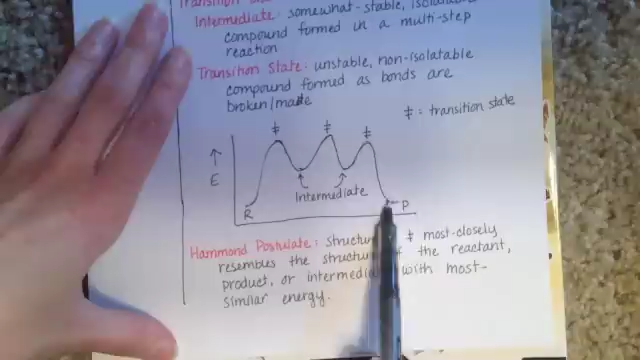 Transition
Intermediate - somewhat-stable,
compound formed in a multi-step
reaction
Transition State - unstable, non-isolatable
compound formed as bonds are
broken/made
‡ = transition state
‡ ‡ ‡
↑
E
Intermediate
R
P
Hammond Postulate: ‡ most-closely
resembles the structure the reactant,
product, or with most-
similar energy.